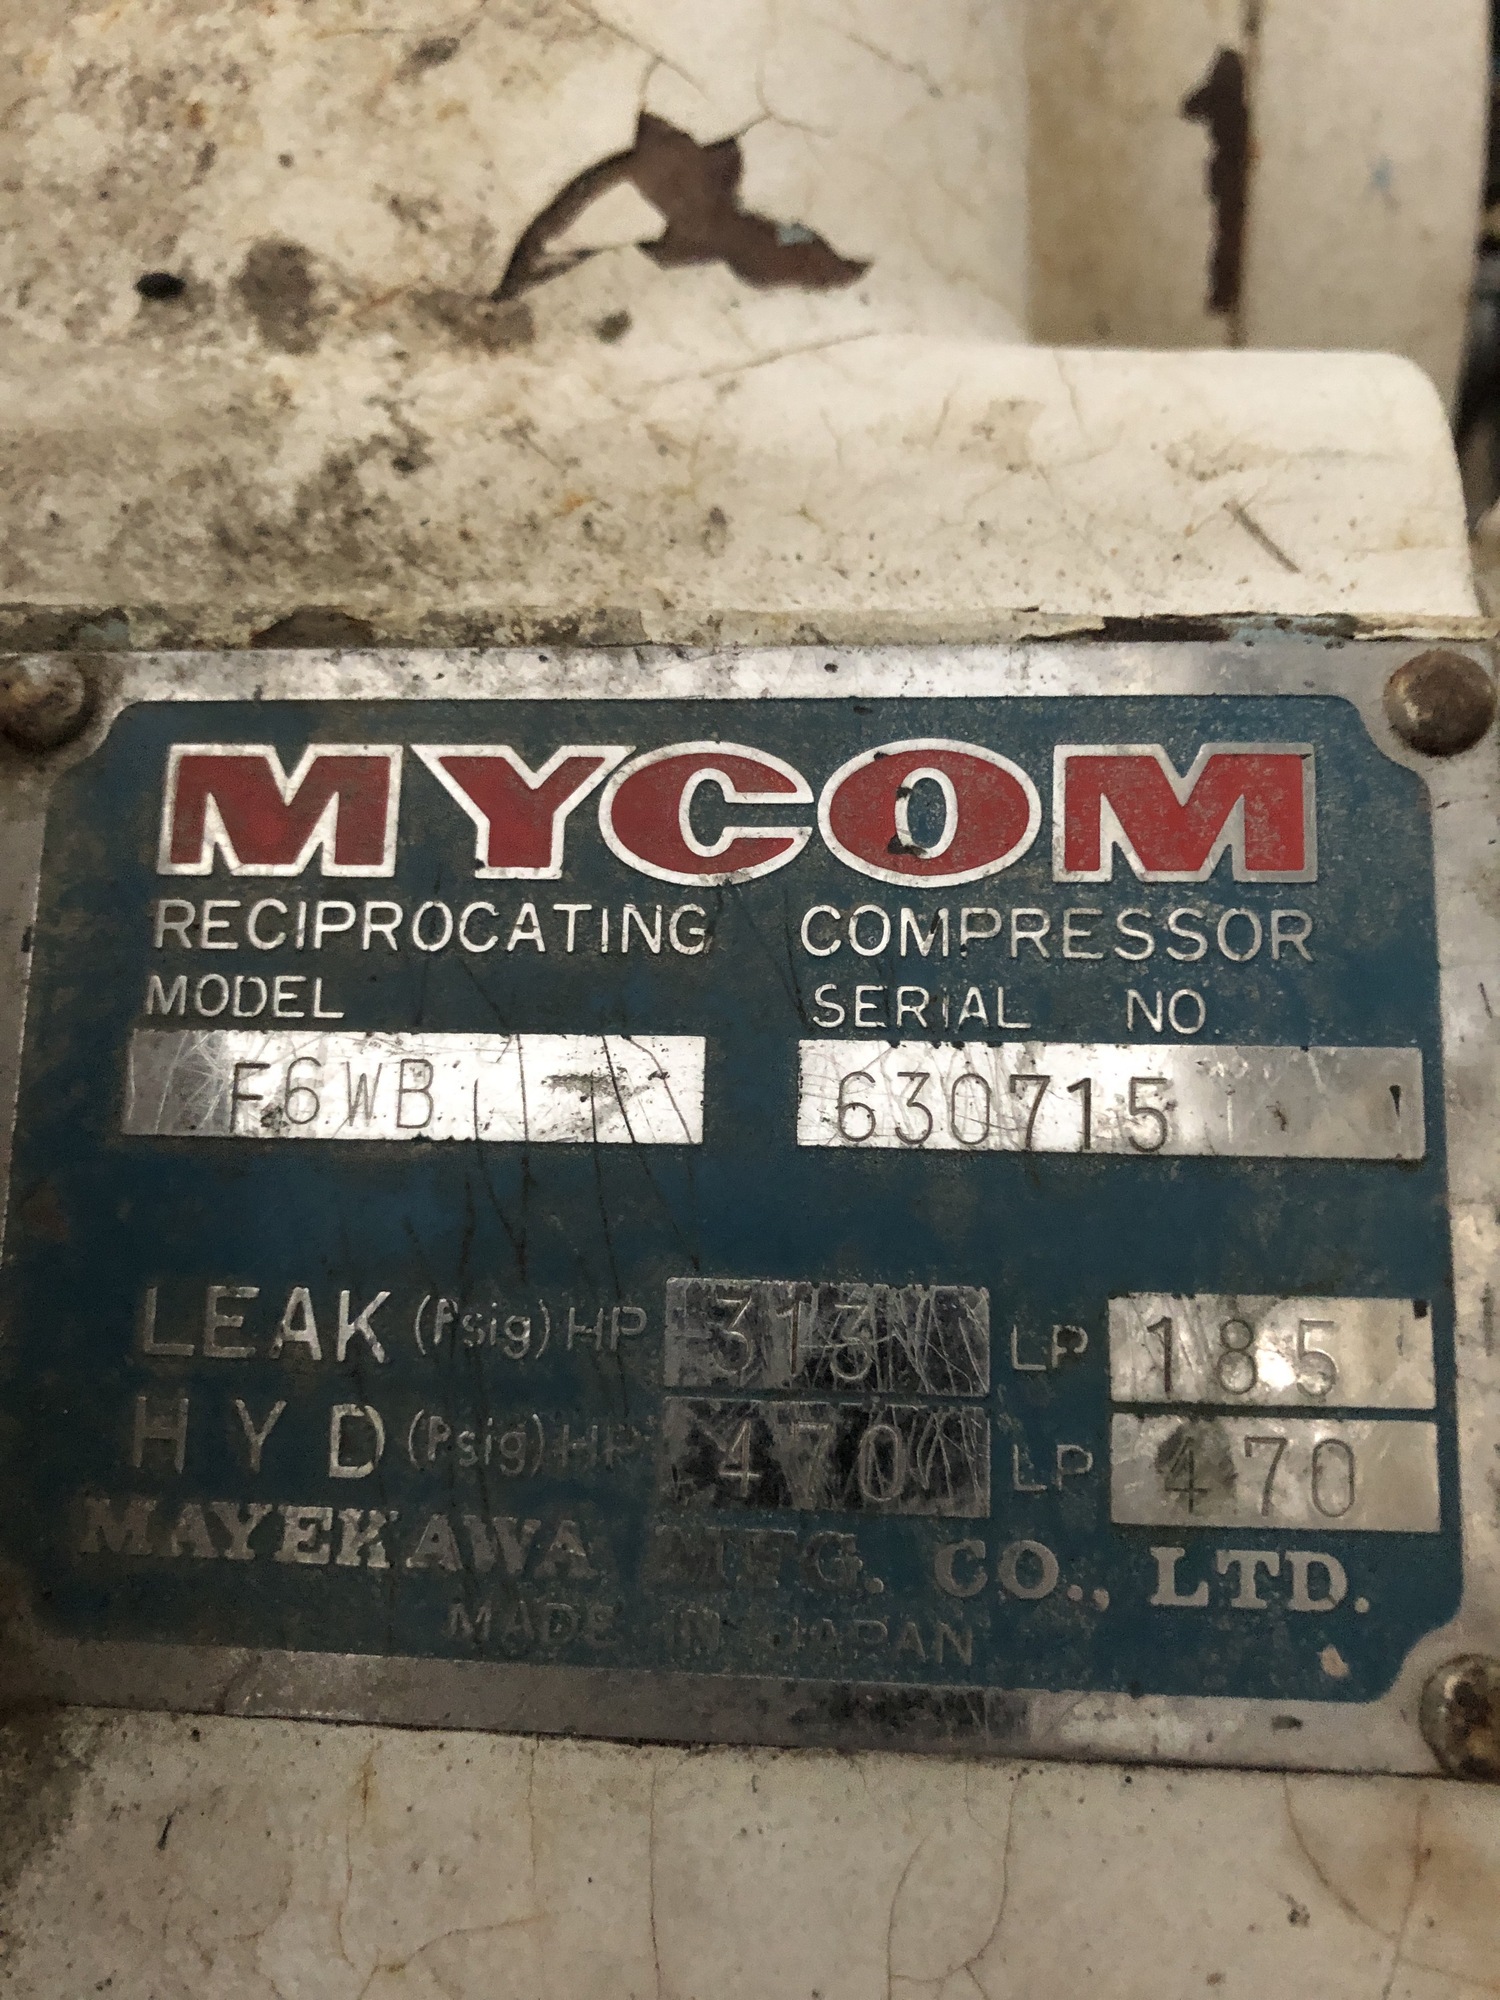 MYCOM
RECIPROCATING COMPRESSOR
MODEL SERIAL NO.
F6WB 630715
LEAK (Psig) HP 313 LP 185
HYD (Psig) HP 470 LP 470
MAYEKAWA MFG. CO., LTD.
MADE IN JAPAN